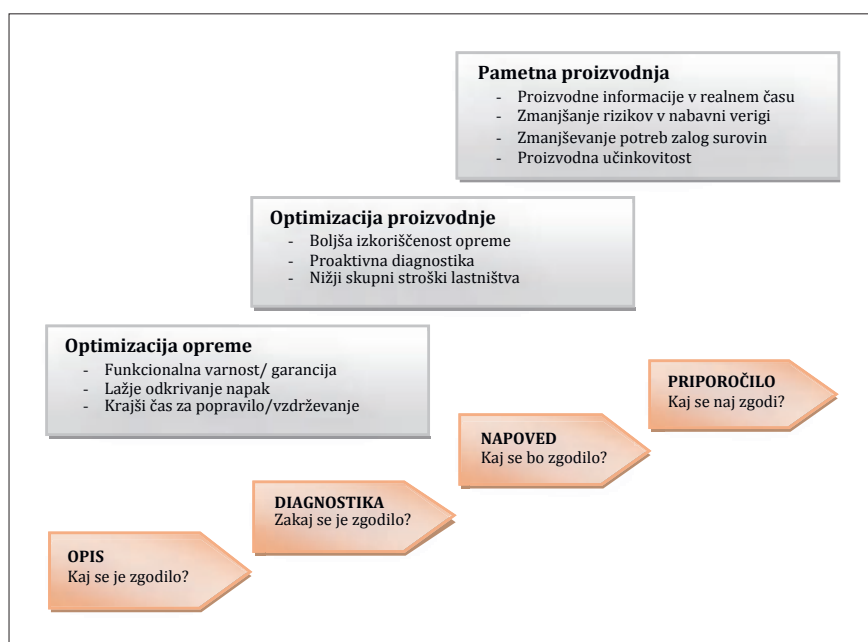 Pametna proizvodnja
- Proizvodne informacije v realnem času
- Zmanjšanje rizikov v nabavni verigi
- Zmanjševanje potreb zalog surovin
- Proizvodna učinkovitost
Optimizacija proizvodnje
- Boljša izkoriščenost opreme
- Proaktivna diagnostika
- Nižji skupni stroški lastništva
Optimizacija opreme
- Funkcionalna varnost/ garancija
- Lažje odkrivanje napak
- Krajši čas za popravilo/vzdrževanje
PRIPOROČILO
Kaj se naj zgodi?
NAPOVED
Kaj se bo zgodilo?
DIAGNOSTIKA
Zakaj se je zgodilo?
OPIS
Kaj se je zgodilo?